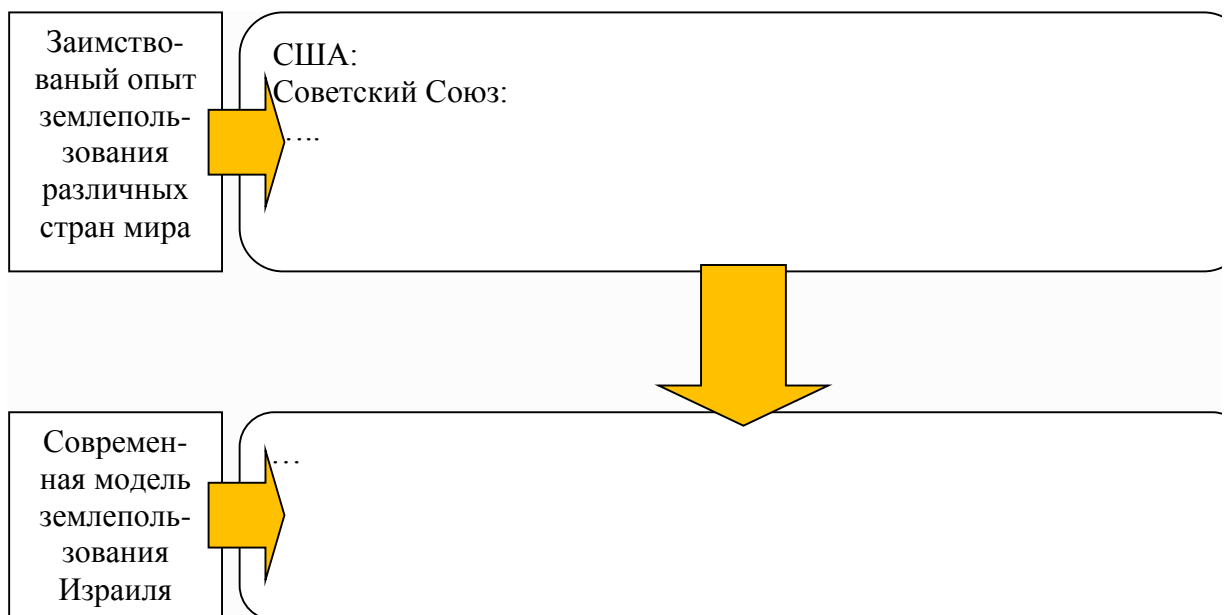 Заимство-
ваный опыт
землеполь-
зования
различных
стран мира
США:
Советский Союз:
….
Современ-
ная модель
землеполь-
зования
Израиля
…